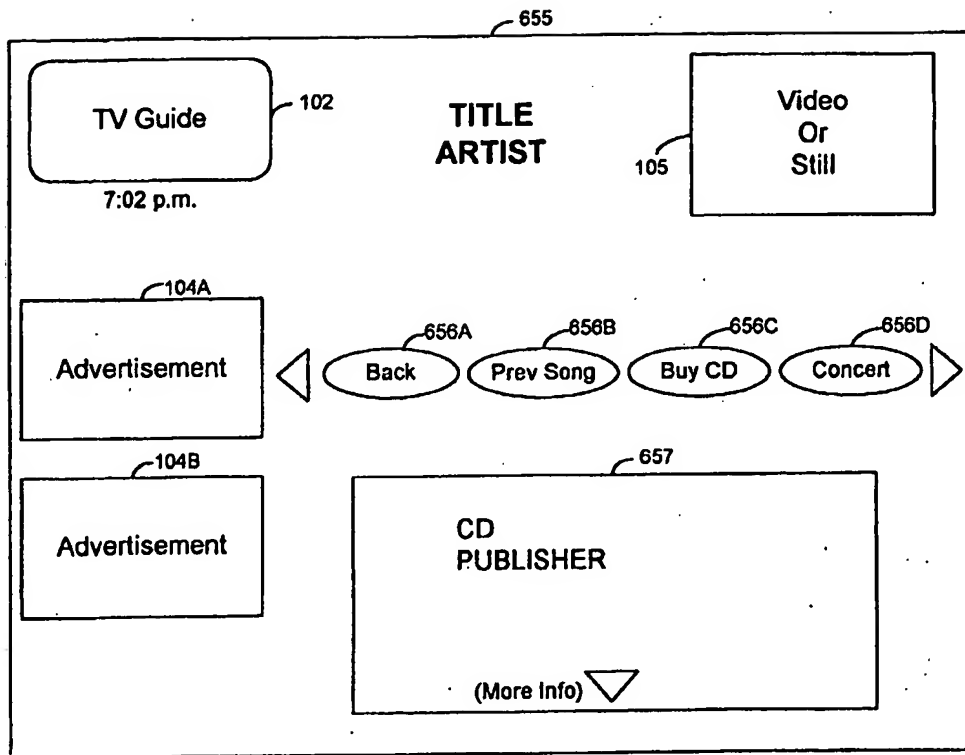 655
TV Guide
102
7:02 p.m.
TITLE
ARTIST
Video
Or
Still
105
104A
Advertisement
656A
Back
656B
Prev Song
656C
Buy CD
656D
Concert
104B
Advertisement
657
CD
PUBLISHER
(More Info)